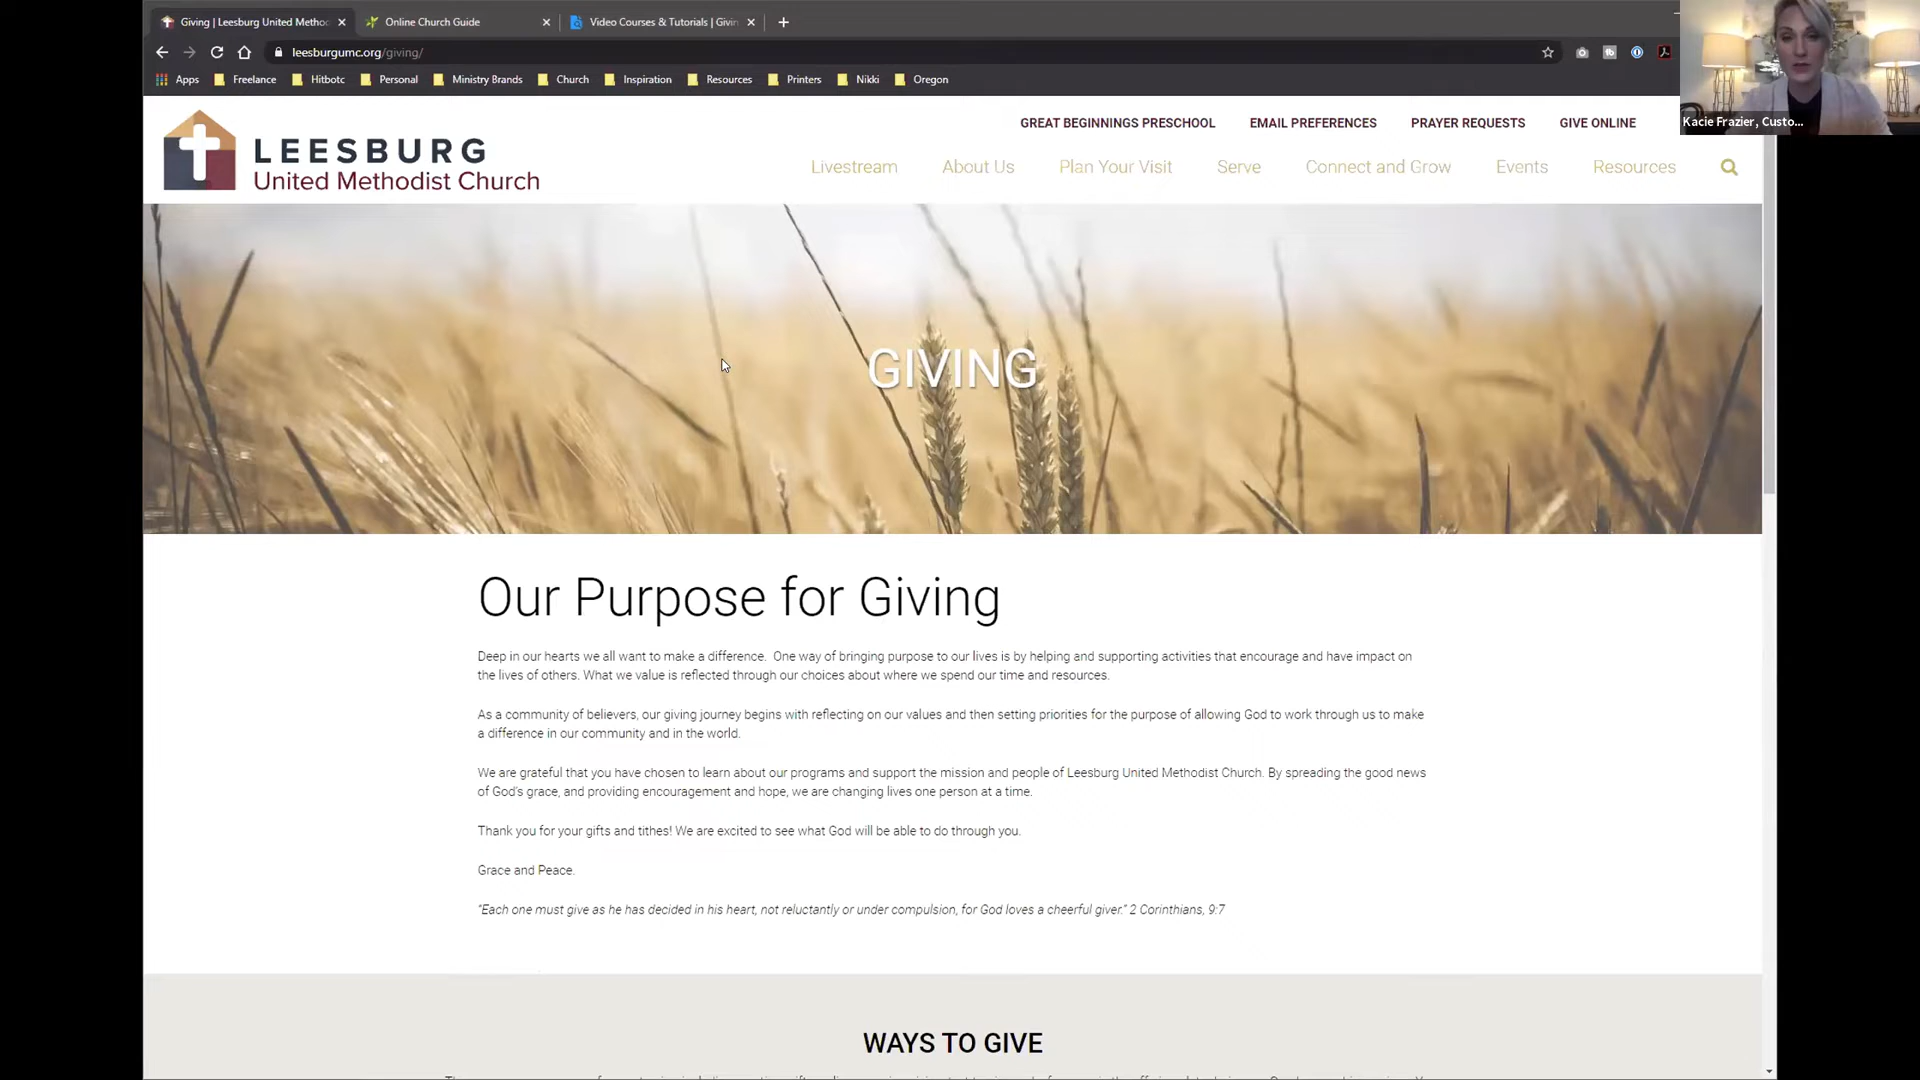 Giving | Leesburg United Methodi
Online Church Guide
Video Courses & Tutorials | Givin
leesburgumc.org/giving/
Apps
Freelance
Hitbotc
Personal
Ministry Brands
Church
Inspiration
Resources
Printers
Nikki
Oregon
Kacie Frazier, Custo...
LEESBURG
United Methodist Church
GREAT BEGINNINGS PRESCHOOL
EMAIL PREFERENCES
PRAYER REQUESTS
GIVE ONLINE
Livestream
About Us
Plan Your Visit
Serve
Connect and Grow
Events
Resources
GIVING
Our Purpose for Giving
Deep in our hearts we all want to make a difference. One way of bringing purpose to our lives is by helping and supporting activities that encourage and have impact on
the lives of others. What we value is reflected through our choices about where we spend our time and resources.
As a community of believers, our giving journey begins with reflecting on our values and then setting priorities for the purpose of allowing God to work through us to make
a difference in our community and in the world.
We are grateful that you have chosen to learn about our programs and support the mission and people of Leesburg United Methodist Church. By spreading the good news
of God's grace, and providing encouragement and hope, we are changing lives one person at a time.
Thank you for your gifts and tithes! We are excited to see what God will be able to do through you.
Grace and Peace.
"Each one must give as he has decided in his heart, not reluctantly or under compulsion, for God loves a cheerful giver." 2 Corinthians, 9:7
WAYS TO GIVE